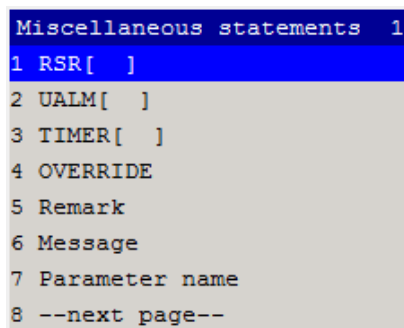 Miscellaneous statements  1
1 RSR[  ]
2 UALM[  ]
3 TIMER[  ]
4 OVERRIDE
5 Remark
6 Message
7 Parameter name
8 --next page--